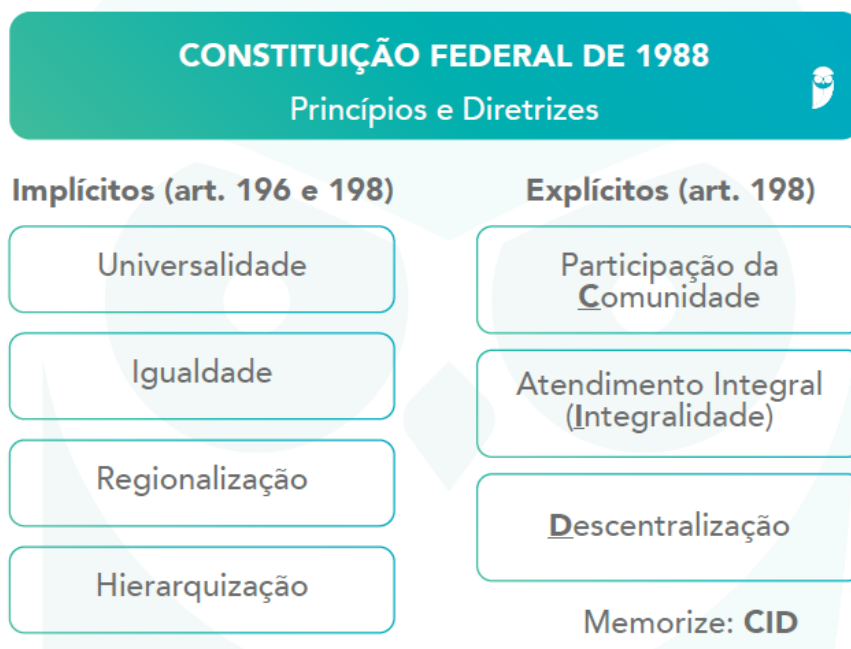 CONSTITUIÇÃO FEDERAL DE 1988
Princípios e Diretrizes
Implícitos (art. 196 e 198)
Universalidade
Igualdade
Regionalização
Hierarquização
Explícitos (art. 198)
Participação da
Comunidade
Atendimento Integral
(Integralidade)
Descentralização
Memorize: CID